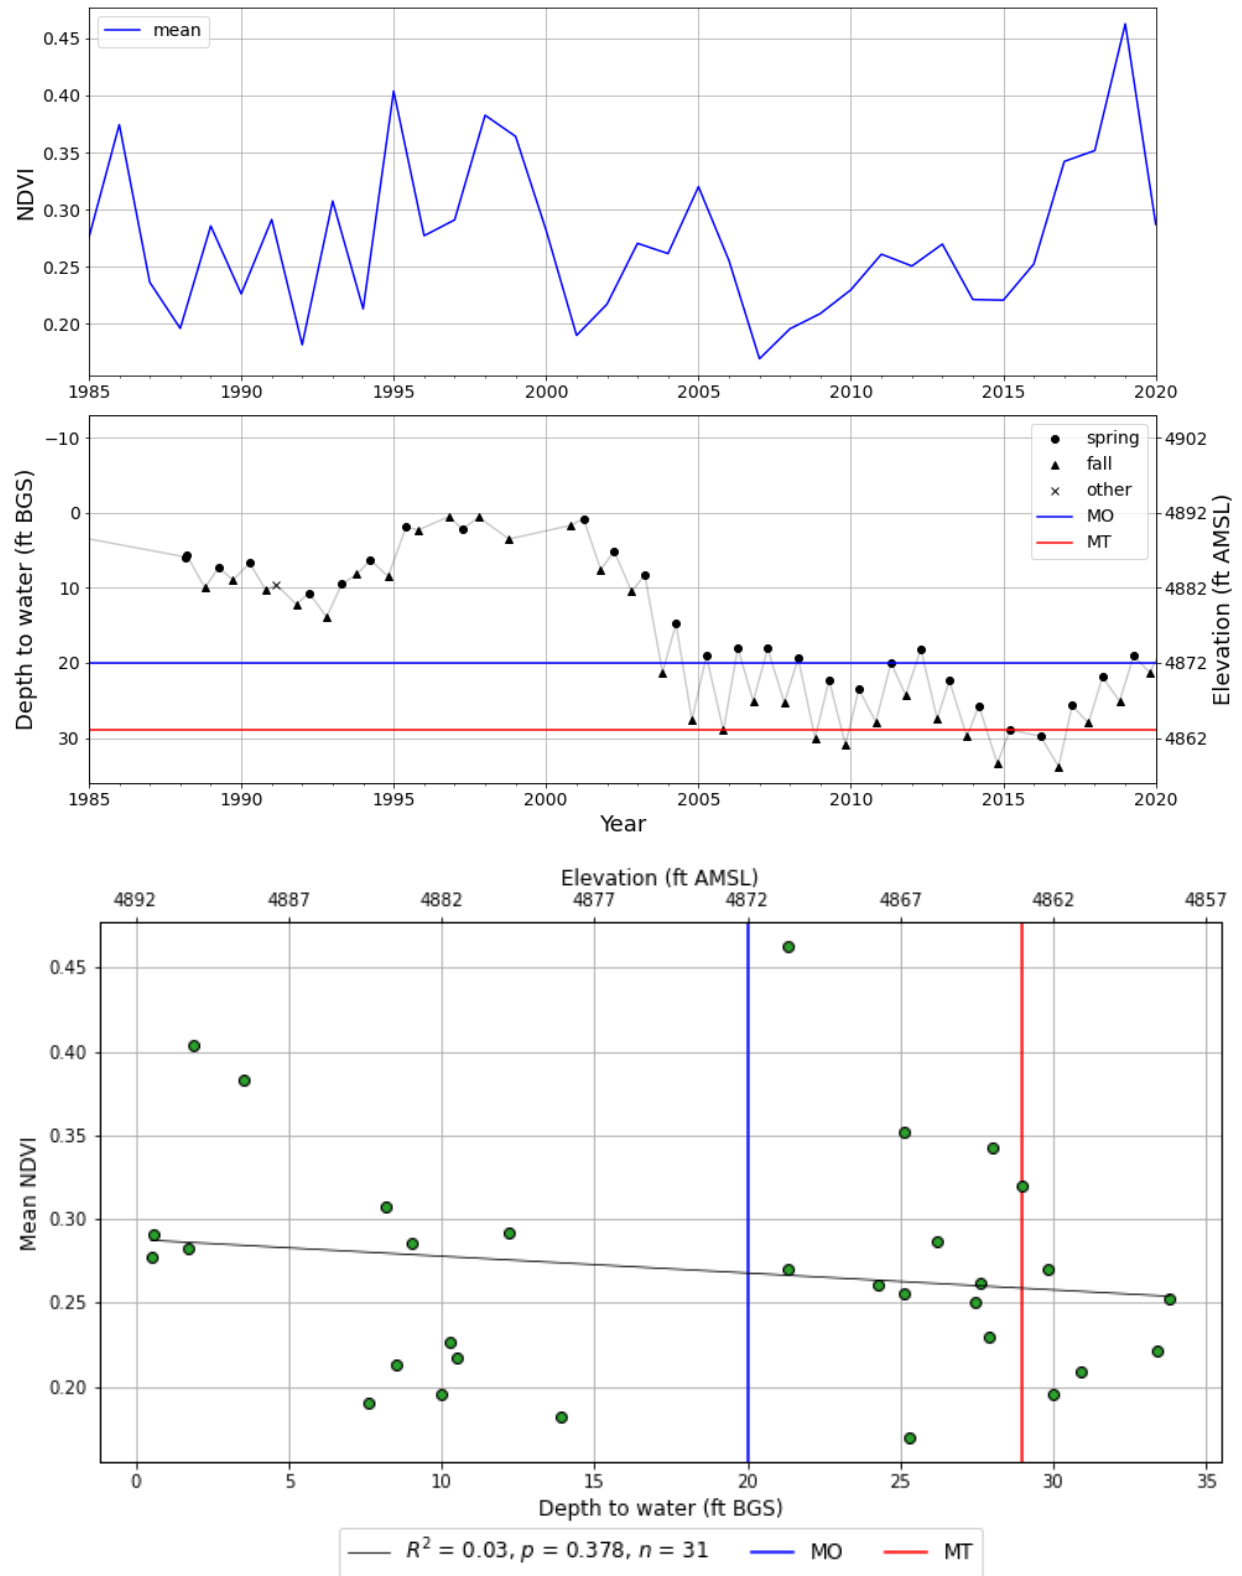 mean
NDVI
0.45
0.40
0.35
0.30
0.25
0.20
1985 1990 1995 2000 2005 2010 2015 2020
Depth to water (ft BGS)
−10
0
10
20
30
spring
fall
other
MO
MT
4902
4892
4882
4872
4862
Elevation (ft AMSL)
1985 1990 1995 2000 2005 2010 2015 2020
Year
Elevation (ft AMSL)
4892 4887 4882 4877 4872 4867 4862 4857
Mean NDVI
0.45
0.40
0.35
0.30
0.25
0.20
0 5 10 15 20 25 30 35
Depth to water (ft BGS)
R² = 0.03, p = 0.378, n = 31 MO MT